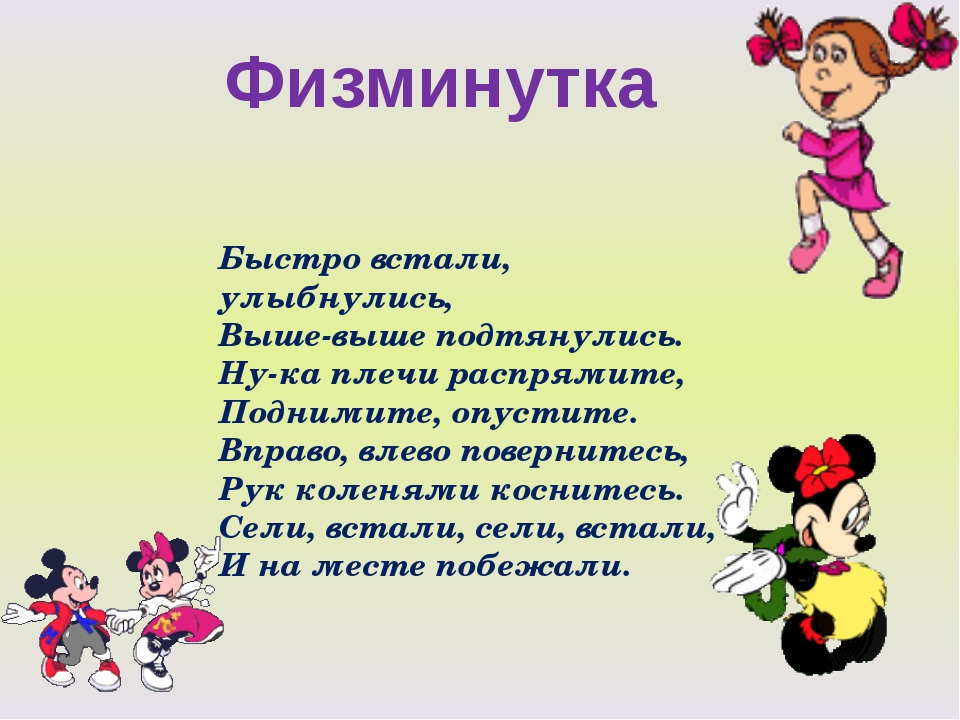 Физминутка
Быстро встали,
улыбнулись,
Выше-выше подтянулись.
Ну-ка плечи распрямите,
Поднимите, опустите.
Вправо, влево повернитесь,
Рук коленями коснитесь.
Сели, встали, сели, встали,
И на месте побежали.